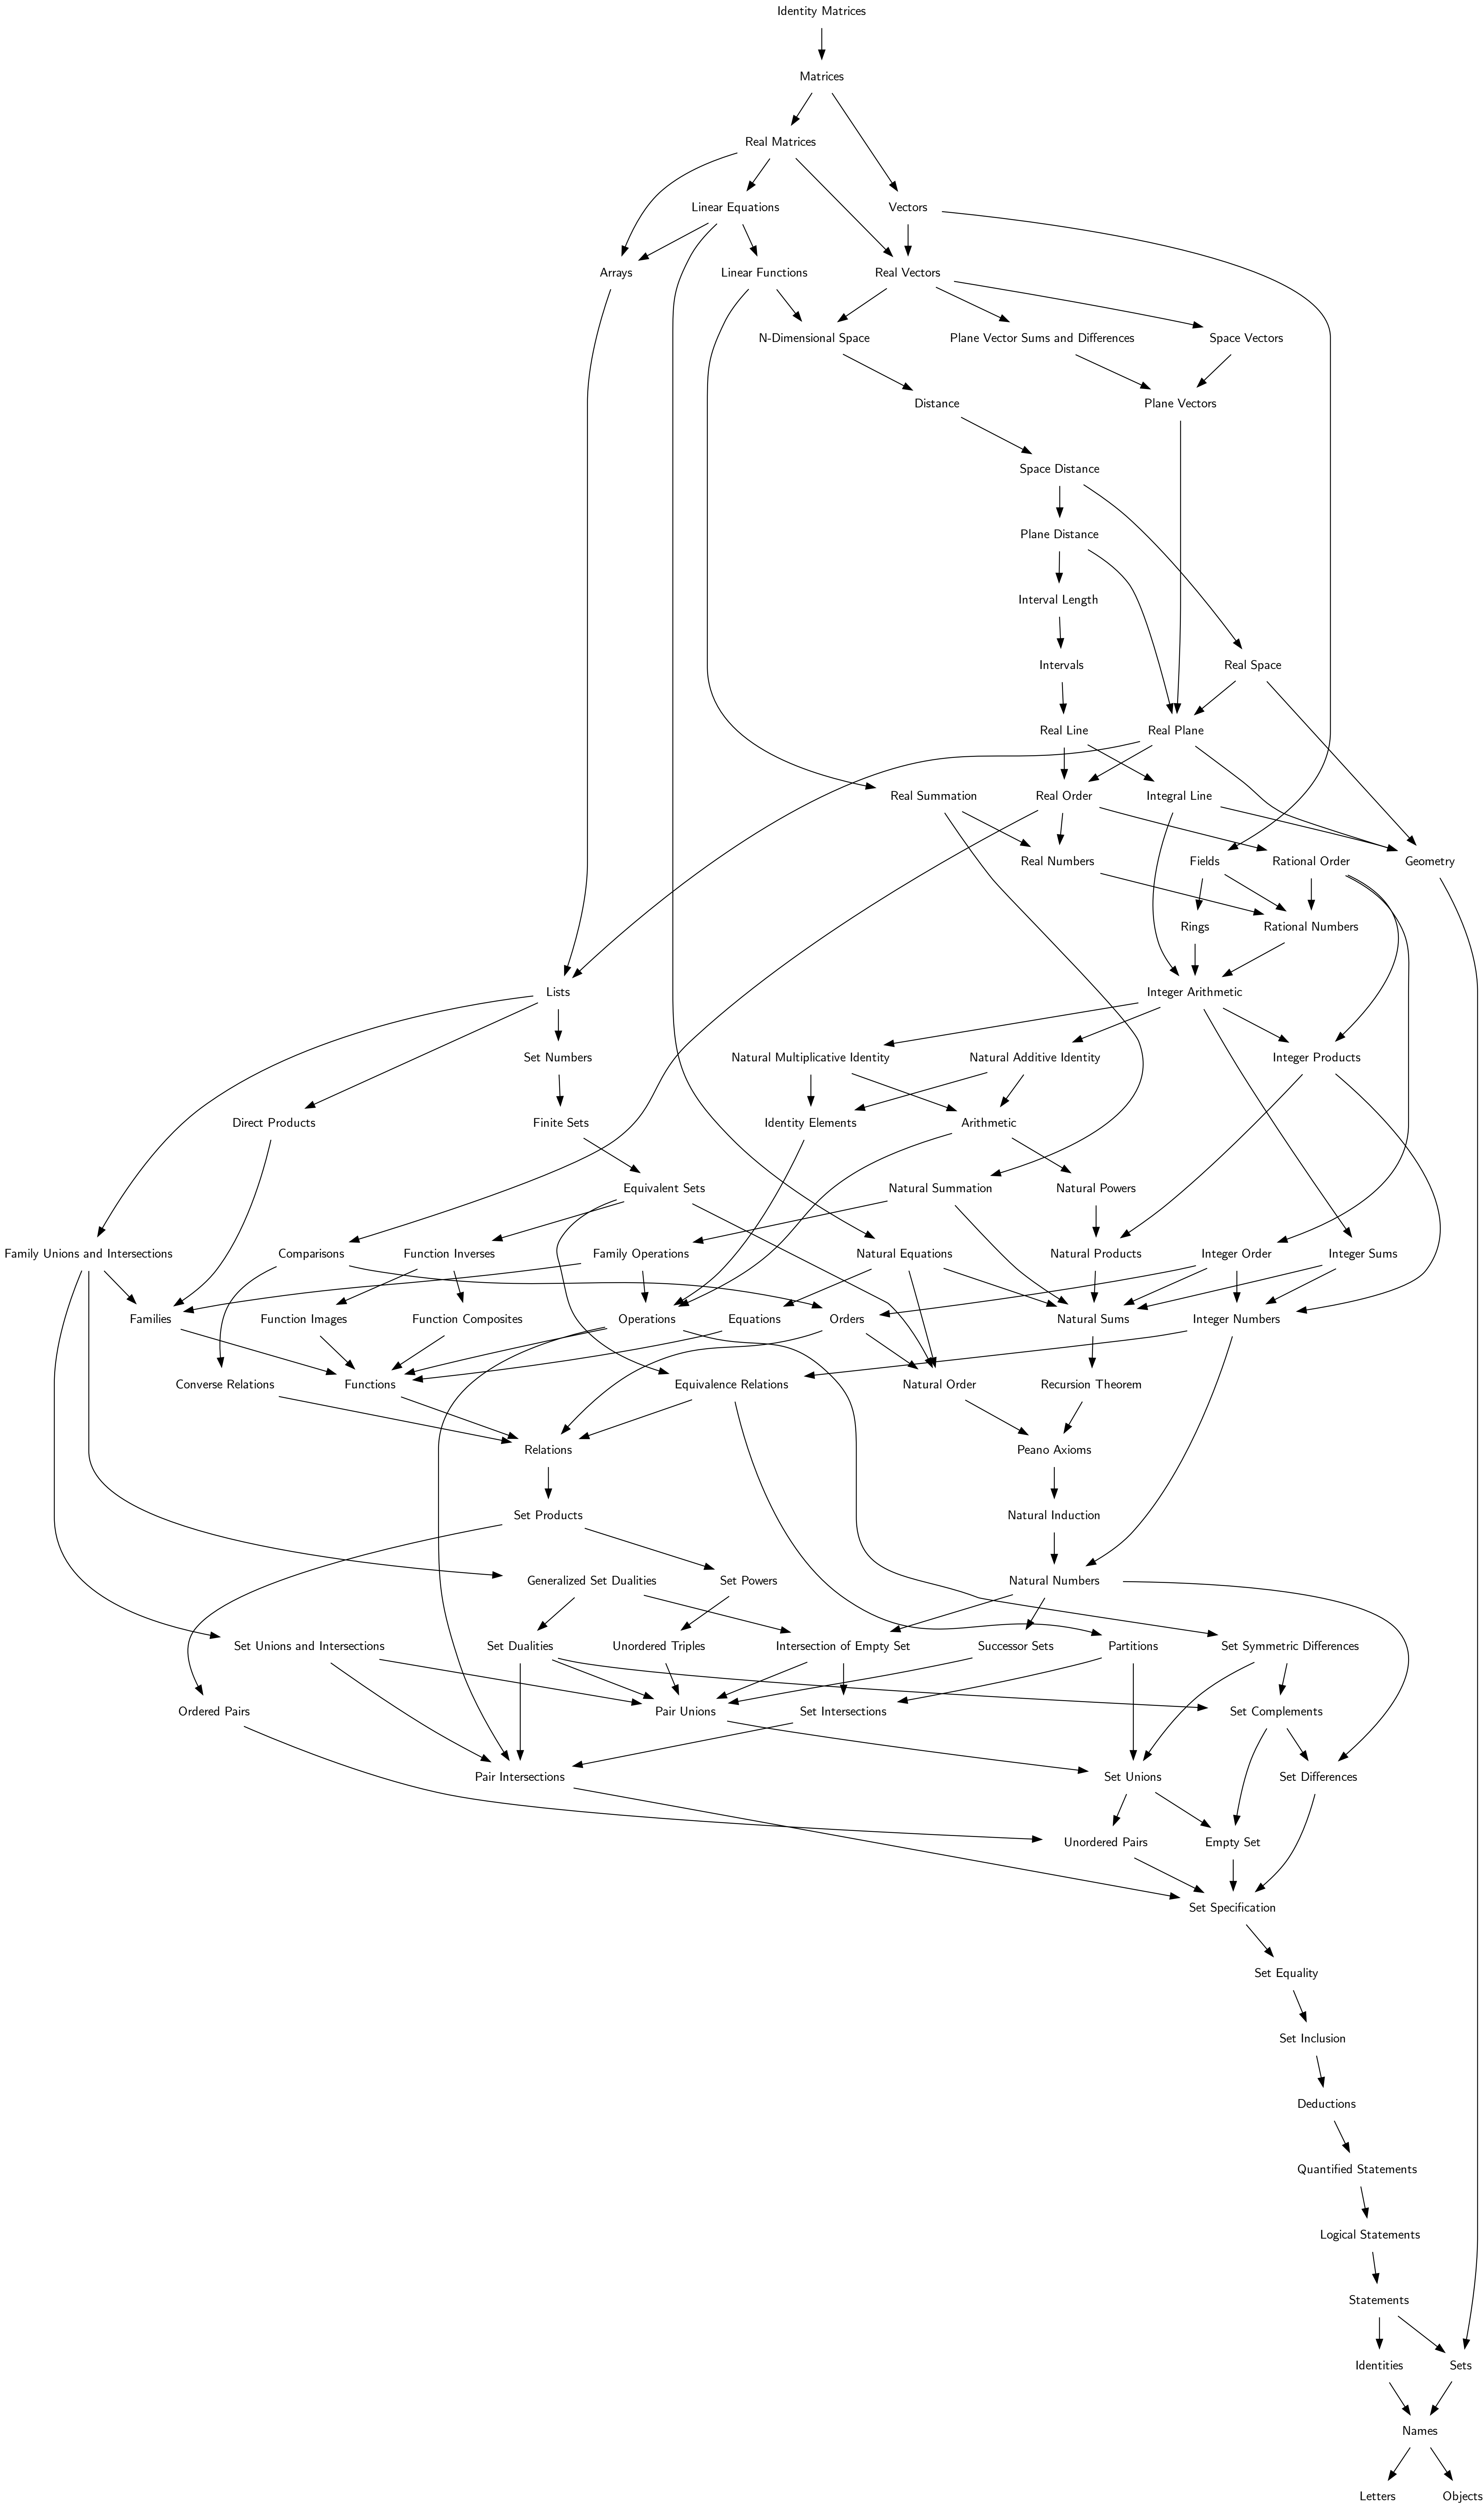 Identity Matrices
Matrices
Real Matrices
Linear Equations
Vectors
Arrays
Linear Functions
Real Vectors
N-Dimensional Space
Plane Vector Sums and Differences
Space Vectors
Distance
Plane Vectors
Space Distance
Plane Distance
Interval Length
Intervals
Real Space
Real Line
Real Plane
Real Summation
Real Order
Integral Line
Real Numbers
Fields
Rational Order
Geometry
Rings
Rational Numbers
Lists
Integer Arithmetic
Set Numbers
Natural Multiplicative Identity
Natural Additive Identity
Integer Products
Direct Products
Finite Sets
Identity Elements
Arithmetic
Equivalent Sets
Natural Summation
Natural Powers
Family Unions and Intersections
Comparisons
Function Inverses
Family Operations
Natural Equations
Natural Products
Integer Order
Integer Sums
Families
Function Images
Function Composites
Operations
Equations
Orders
Natural Sums
Integer Numbers
Converse Relations
Functions
Equivalence Relations
Natural Order
Recursion Theorem
Relations
Peano Axioms
Set Products
Natural Induction
Generalized Set Dualities
Set Powers
Natural Numbers
Set Unions and Intersections
Set Dualities
Unordered Triples
Intersection of Empty Set
Successor Sets
Partitions
Set Symmetric Differences
Ordered Pairs
Pair Unions
Set Intersections
Set Complements
Pair Intersections
Set Unions
Set Differences
Unordered Pairs
Empty Set
Set Specification
Set Equality
Set Inclusion
Deductions
Quantified Statements
Logical Statements
Statements
Identities
Sets
Names
Letters
Objects